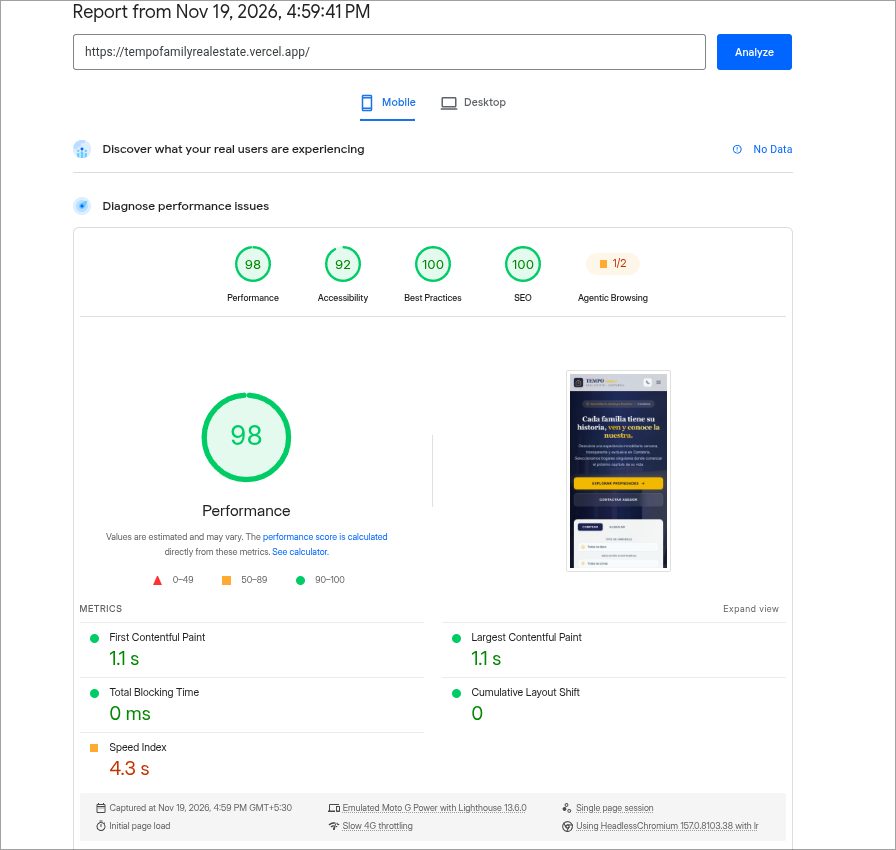 Report from Nov 19, 2026, 4:59:41 PM
https://tempofamilyrealestate.vercel.app/
Analyze
Mobile
Desktop
Discover what your real users are experiencing
No Data
Diagnose performance issues
98
92
100
100
1/2
Performance
Accessibility
Best Practices
SEO
Agentic Browsing
98
Performance
Values are estimated and may vary. The performance score is calculated
directly from these metrics. See calculator.
0–49
50–89
90–100
TEMPO
Cada familia tiene su
historia, ven y conoce la
nuestra.
EXPLORAR PROPIEDADES
CONTACTAR ASESOR
COMPRAR
METRICS
Expand view
First Contentful Paint
1.1 s
Largest Contentful Paint
1.1 s
Total Blocking Time
0 ms
Cumulative Layout Shift
0
Speed Index
4.3 s
Captured at Nov 19, 2026, 4:59 PM GMT+5:30
Emulated Moto G Power with Lighthouse 13.6.0
Single page session
Initial page load
Slow 4G throttling
Using HeadlessChromium 157.0.8103.38 with lr